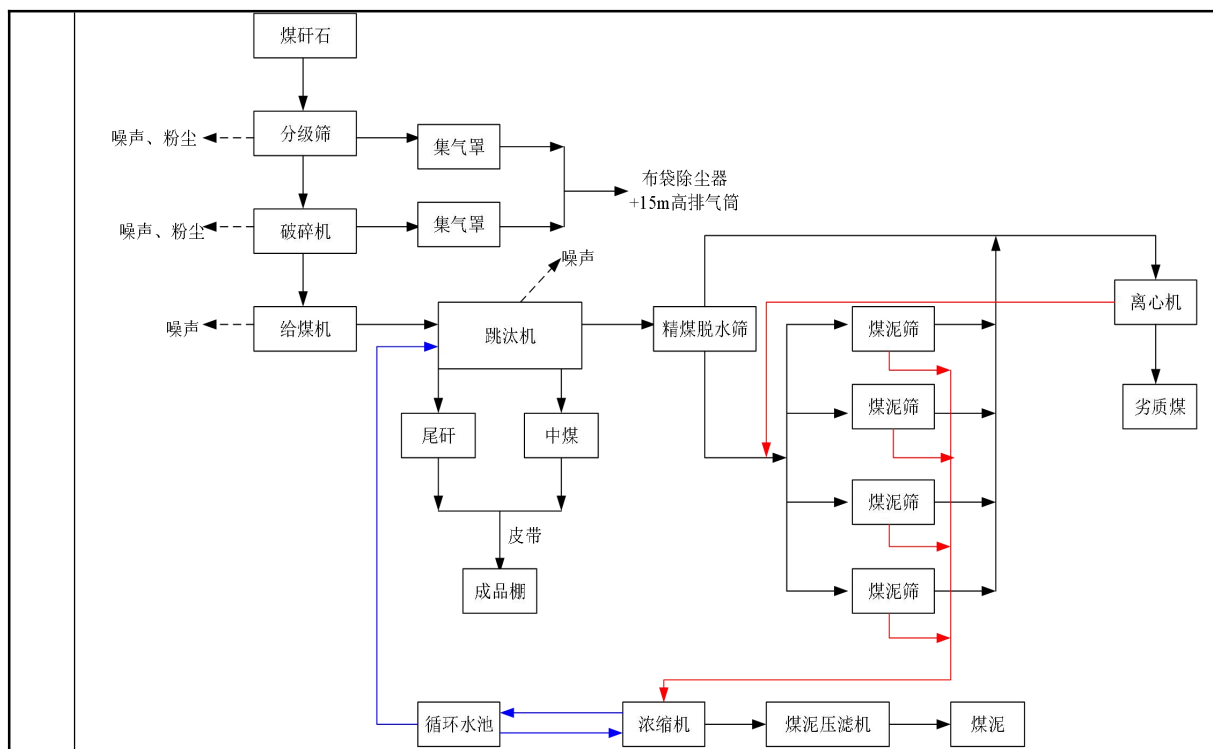 煤矸石
噪声、粉尘
分级筛
集气罩
布袋除尘器
+15m高排气筒
噪声、粉尘
破碎机
集气罩
噪声
噪声
给煤机
跳汰机
精煤脱水筛
煤泥筛
离心机
尾矸
中煤
煤泥筛
劣质煤
煤泥筛
皮带
成品棚
煤泥筛
循环水池
浓缩机
煤泥压滤机
煤泥